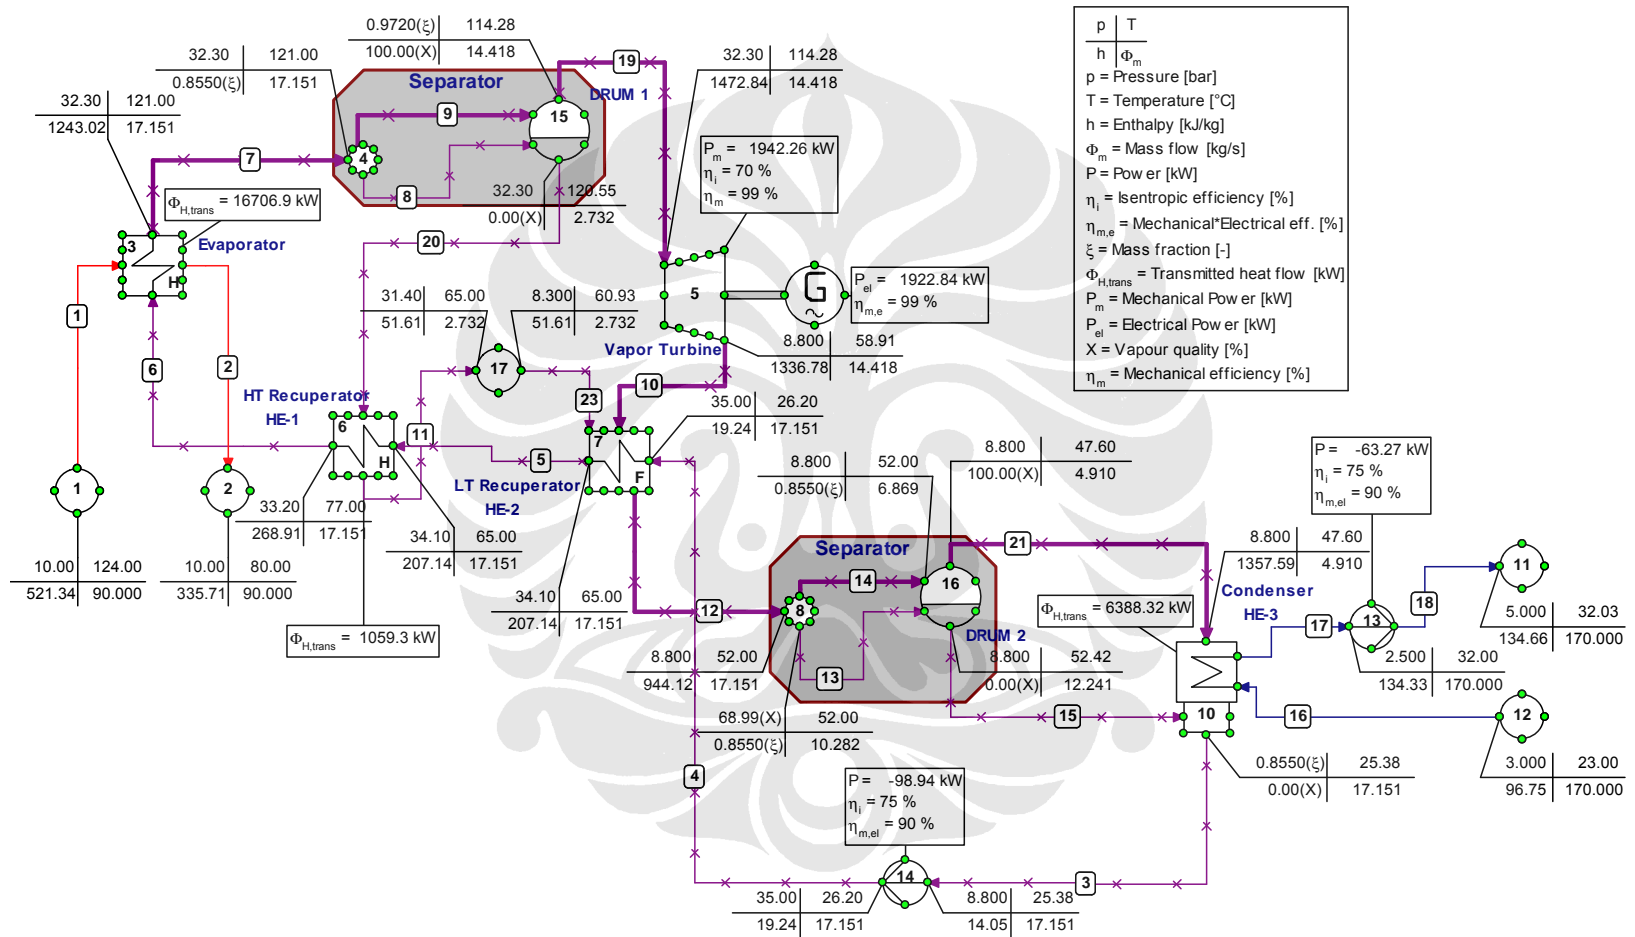 0.9720(ξ) 114.28
100.00(X) 14.418
32.30 121.00
0.8550(ξ) 17.151
32.30 121.00
1243.02 17.151
Separator
19
DRUM 1
32.30 114.28
1472.84 14.418
p T
h Φm
p = Pressure [bar]
T = Temperature [°C]
h = Enthalpy [kJ/kg]
Φm = Mass flow [kg/s]
P = Power [kW]
ηi = Isentropic efficiency [%]
ηm,e = Mechanical*Electrical eff. [%]
ξ = Mass fraction [-]
ΦH,trans = Transmitted heat flow [kW]
Pm = Mechanical Power [kW]
Pel = Electrical Power [kW]
X = Vapour quality [%]
ηm = Mechanical efficiency [%]
9
15
7
4
8
32.30 120.55
0.00(X) 2.732
Pm = 1942.26 kW
ηi = 70 %
ηm = 99 %
ΦH,trans = 16706.9 kW
3
H
Evaporator
20
1
2
6
31.40 65.00
51.61 2.732
8.300 60.93
51.61 2.732
5
G
~
Pel = 1922.84 kW
ηm,e = 99 %
Vapor Turbine
8.800 58.91
1336.78 14.418
17
10
23
HT Recuperator
HE-1
6
H
11
5
7
F
35.00 26.20
19.24 17.151
LT Recuperator
HE-2
1
2
10.00 124.00
521.34 90.000
10.00 80.00
335.71 90.000
33.20 77.00
268.91 17.151
34.10 65.00
207.14 17.151
34.10 65.00
207.14 17.151
ΦH,trans = 1059.3 kW
8.800 47.60
100.00(X) 4.910
8.800 52.00
0.8550(ξ) 6.869
P = -63.27 kW
ηi = 75 %
ηm,el = 90 %
Separator
21
8.800 47.60
1357.59 4.910
14
16
12
8
13
DRUM 2
8.800 52.00
944.12 17.151
8.800 52.42
0.00(X) 12.241
68.99(X) 52.00
0.8550(ξ) 10.282
ΦH,trans = 6388.32 kW
Condenser
HE-3
17
13
18
11
5.000 32.03
134.66 170.000
2.500 32.00
134.33 170.000
15
10
16
12
0.8550(ξ) 25.38
0.00(X) 17.151
3.000 23.00
96.75 170.000
4
P = -98.94 kW
ηi = 75 %
ηm,el = 90 %
14
3
35.00 26.20
19.24 17.151
8.800 25.38
14.05 17.151